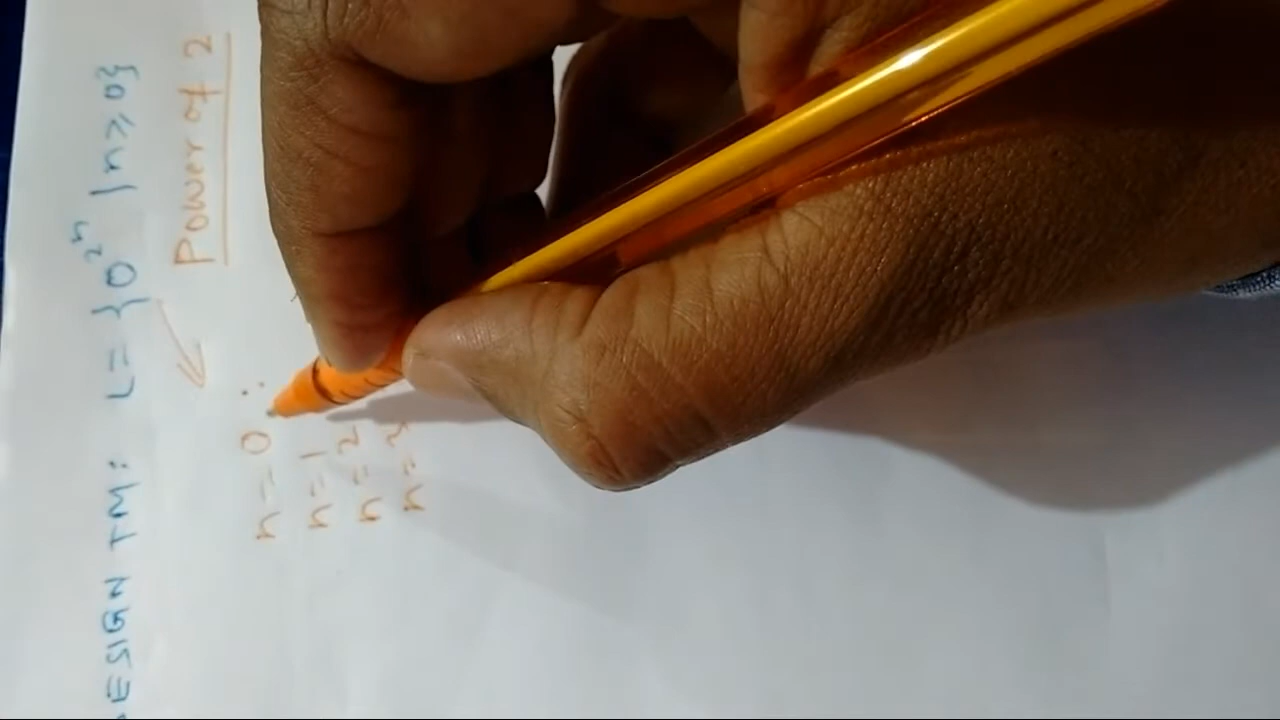 DESIGN TM: L = {0^2^n | n ≥ 0}
Power of 2
n = 0 :
n = 1
n = 2
n = 3